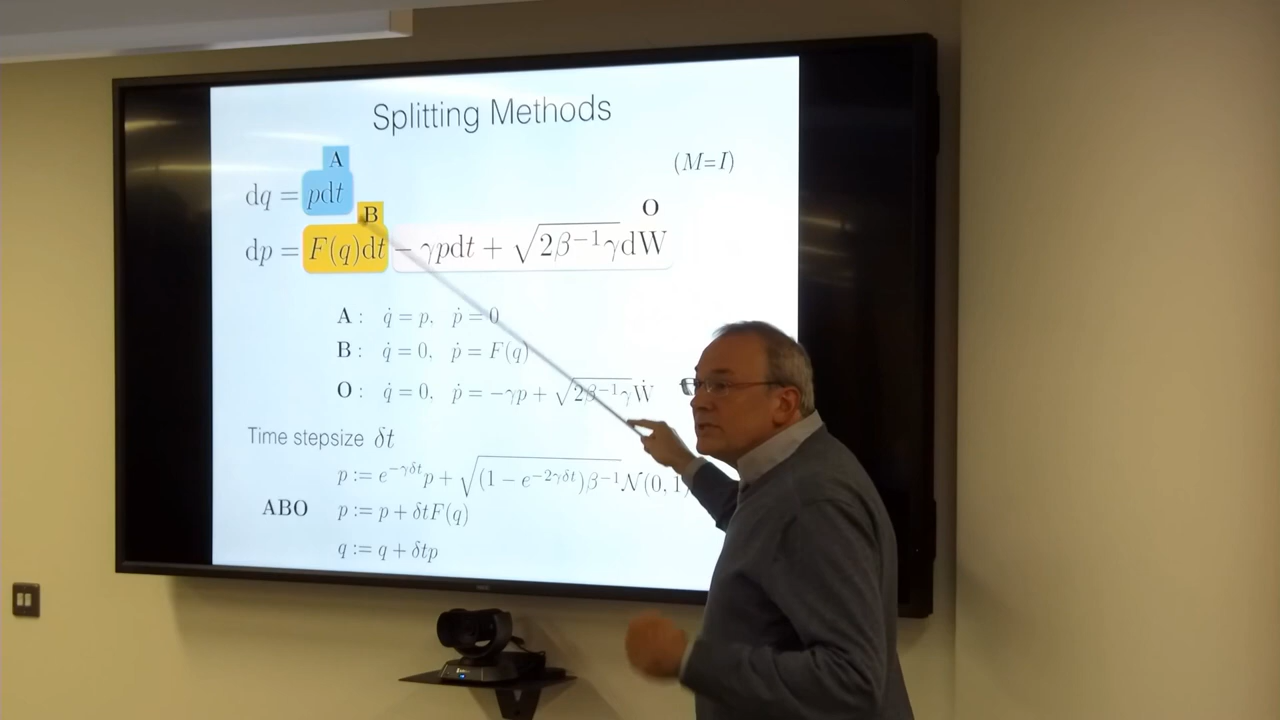 Splitting Methods
(M=I)
A
dq = pdt
B
O
dp = F(q)dt − γpdt + √(2β⁻¹γ)dW
A : q̇ = p, ṗ = 0
B : q̇ = 0, ṗ = F(q)
O : q̇ = 0, ṗ = −γp + √(2β⁻¹γ)Ẇ
Time stepsize δt
p := e^{−γδt}p + √((1 − e^{−2γδt})β⁻¹)𝒩(0, 1
ABO p := p + δtF(q)
q := q + δtp